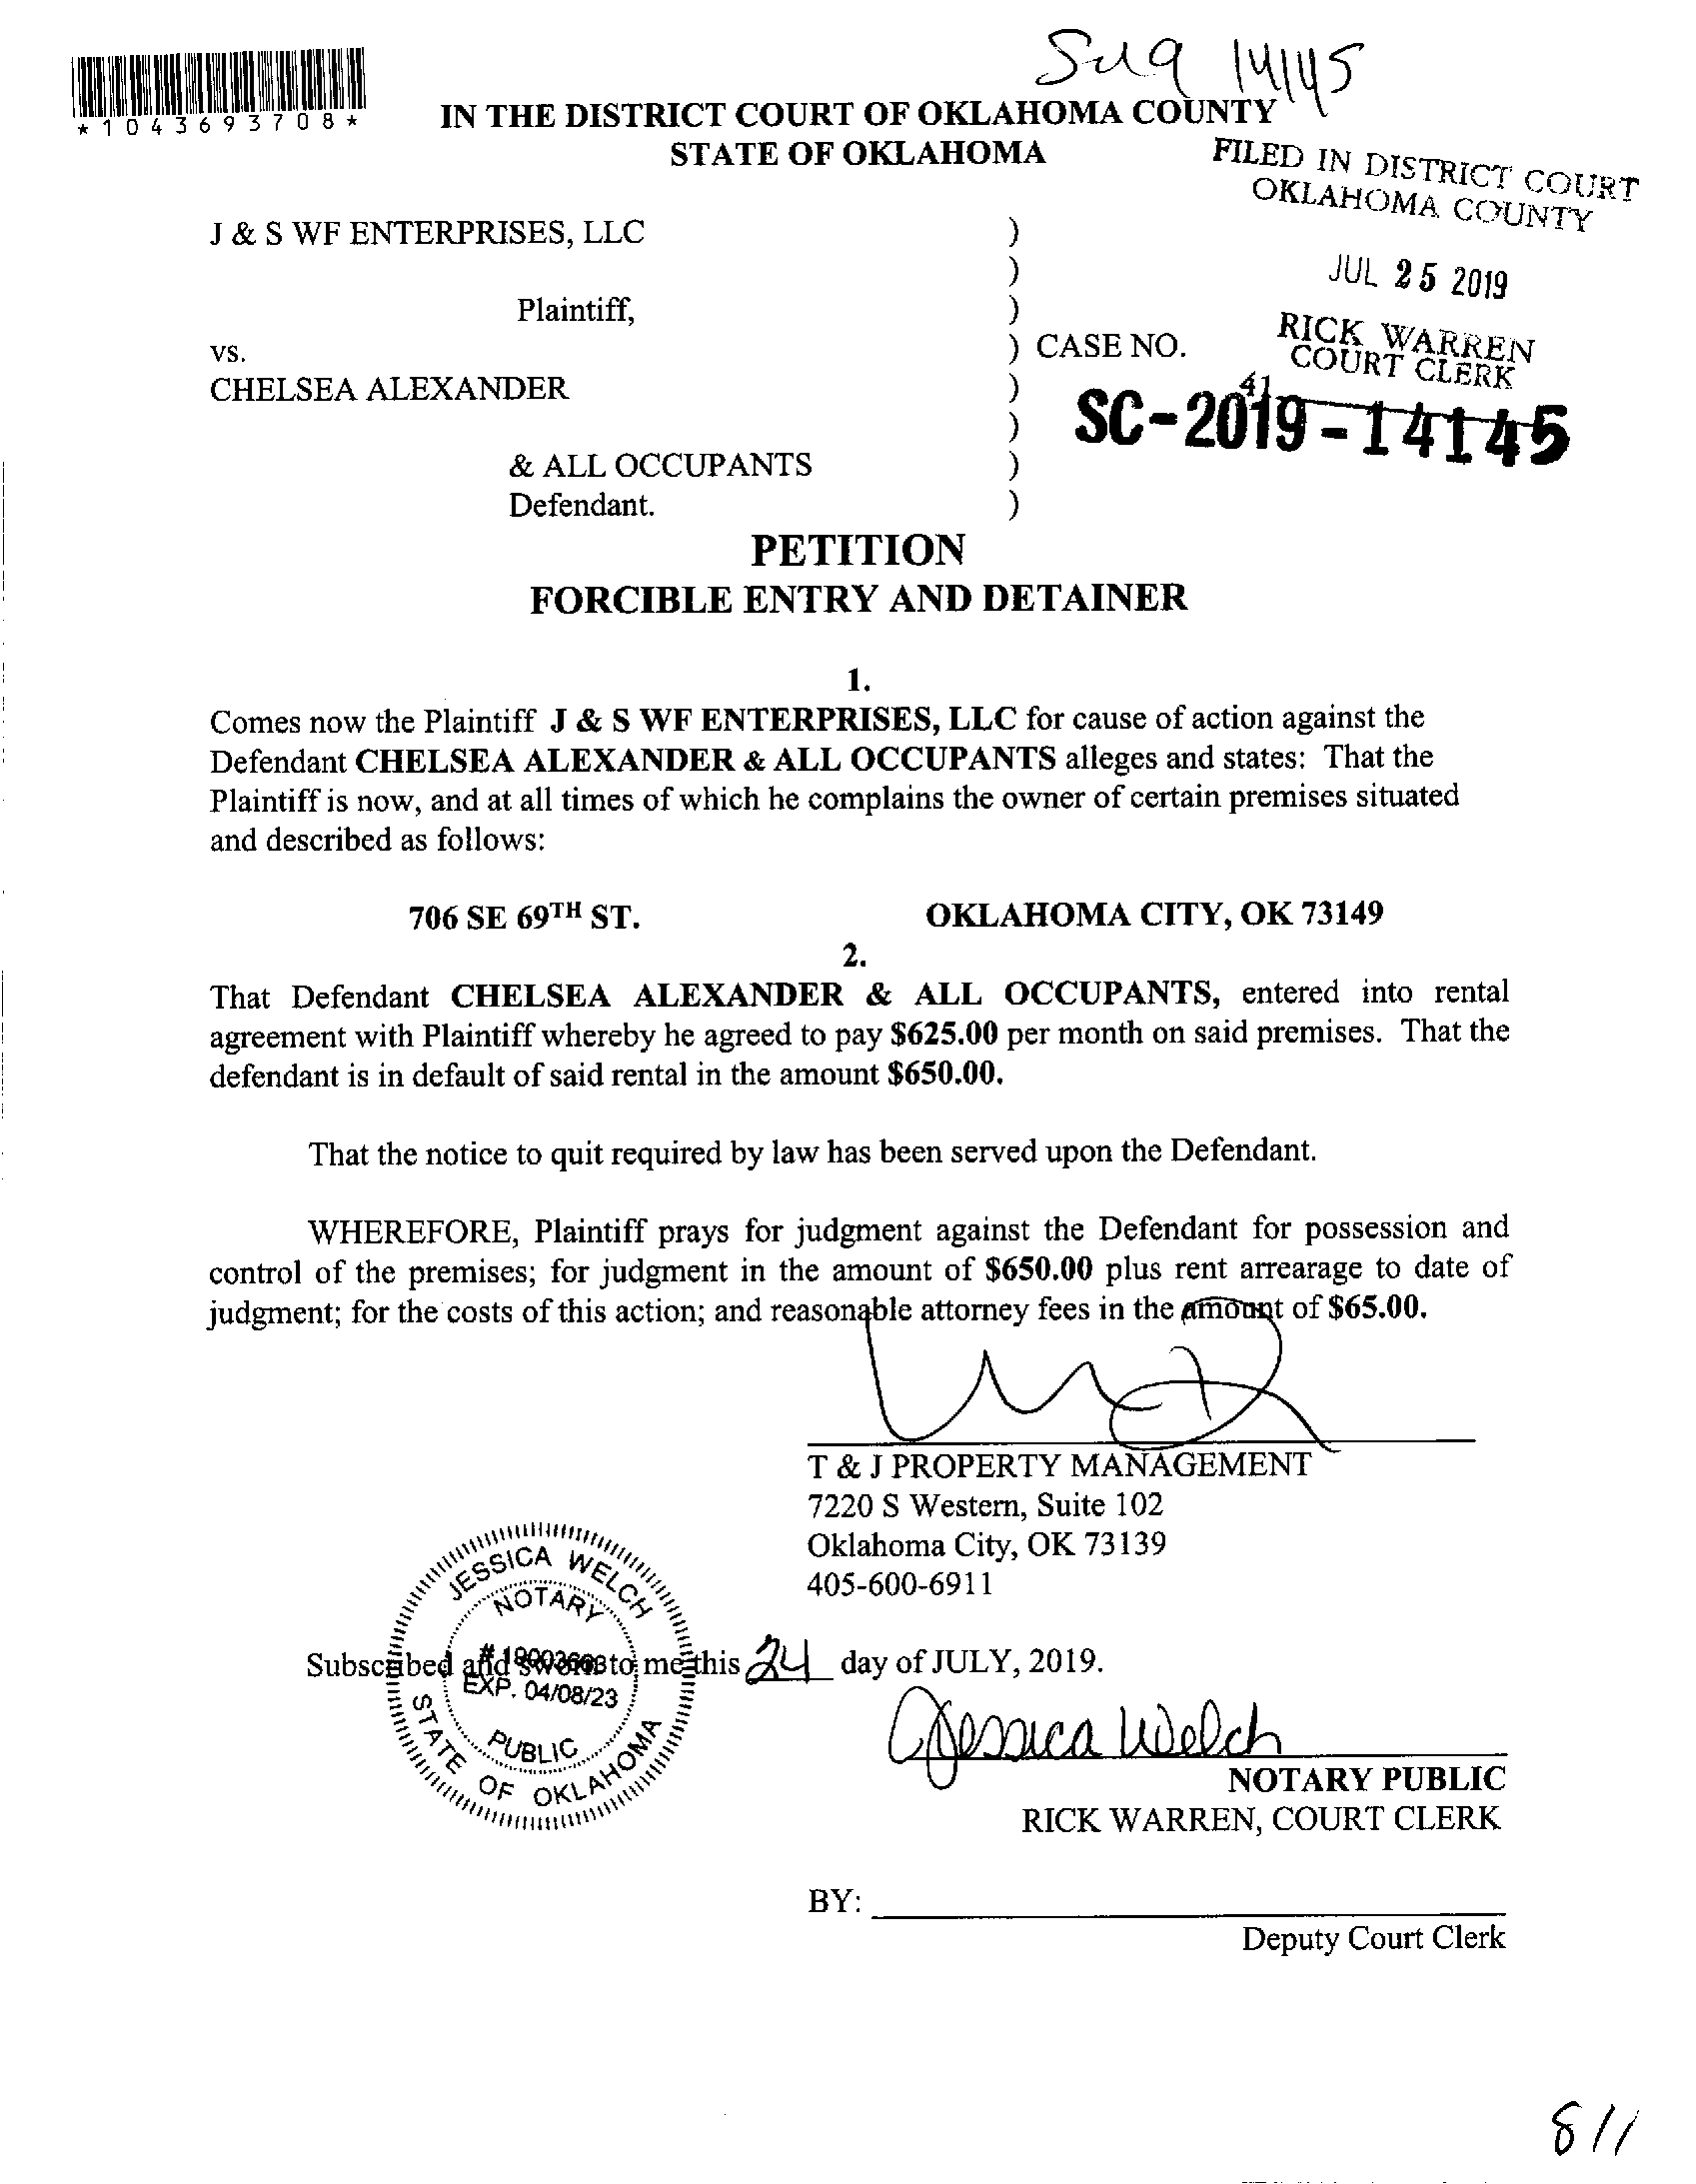 *1043693708*
IN THE DISTRICT COURT OF OKLAHOMA COUNTY
STATE OF OKLAHOMA
FILED IN DISTRICT COURT
OKLAHOMA COUNTY
JUL 25 2019
RICK WARREN
COURT CLERK
41
J & S WF ENTERPRISES, LLC )
)
Plaintiff, )
vs. ) CASE NO.
CHELSEA ALEXANDER )
) SC-2019-14145
& ALL OCCUPANTS )
Defendant. )
PETITION
FORCIBLE ENTRY AND DETAINER
1.
Comes now the Plaintiff J & S WF ENTERPRISES, LLC for cause of action against the
Defendant CHELSEA ALEXANDER & ALL OCCUPANTS alleges and states: That the
Plaintiff is now, and at all times of which he complains the owner of certain premises situated
and described as follows:
706 SE 69TH ST. OKLAHOMA CITY, OK 73149
2.
That Defendant CHELSEA ALEXANDER & ALL OCCUPANTS, entered into rental
agreement with Plaintiff whereby he agreed to pay $625.00 per month on said premises. That the
defendant is in default of said rental in the amount $650.00.
That the notice to quit required by law has been served upon the Defendant.
WHEREFORE, Plaintiff prays for judgment against the Defendant for possession and
control of the premises; for judgment in the amount of $650.00 plus rent arrearage to date of
judgment; for the costs of this action; and reasonable attorney fees in the amount of $65.00.
T & J PROPERTY MANAGEMENT
7220 S Western, Suite 102
Oklahoma City, OK 73139
405-600-6911
JESSICA WELCH
NOTARY
EXP. 04/08/23
PUBLIC
STATE OF OKLAHOMA
Subscribed and sworn to me this 24 day of JULY, 2019.
Jessica Welch
NOTARY PUBLIC
RICK WARREN, COURT CLERK
BY:
Deputy Court Clerk
811